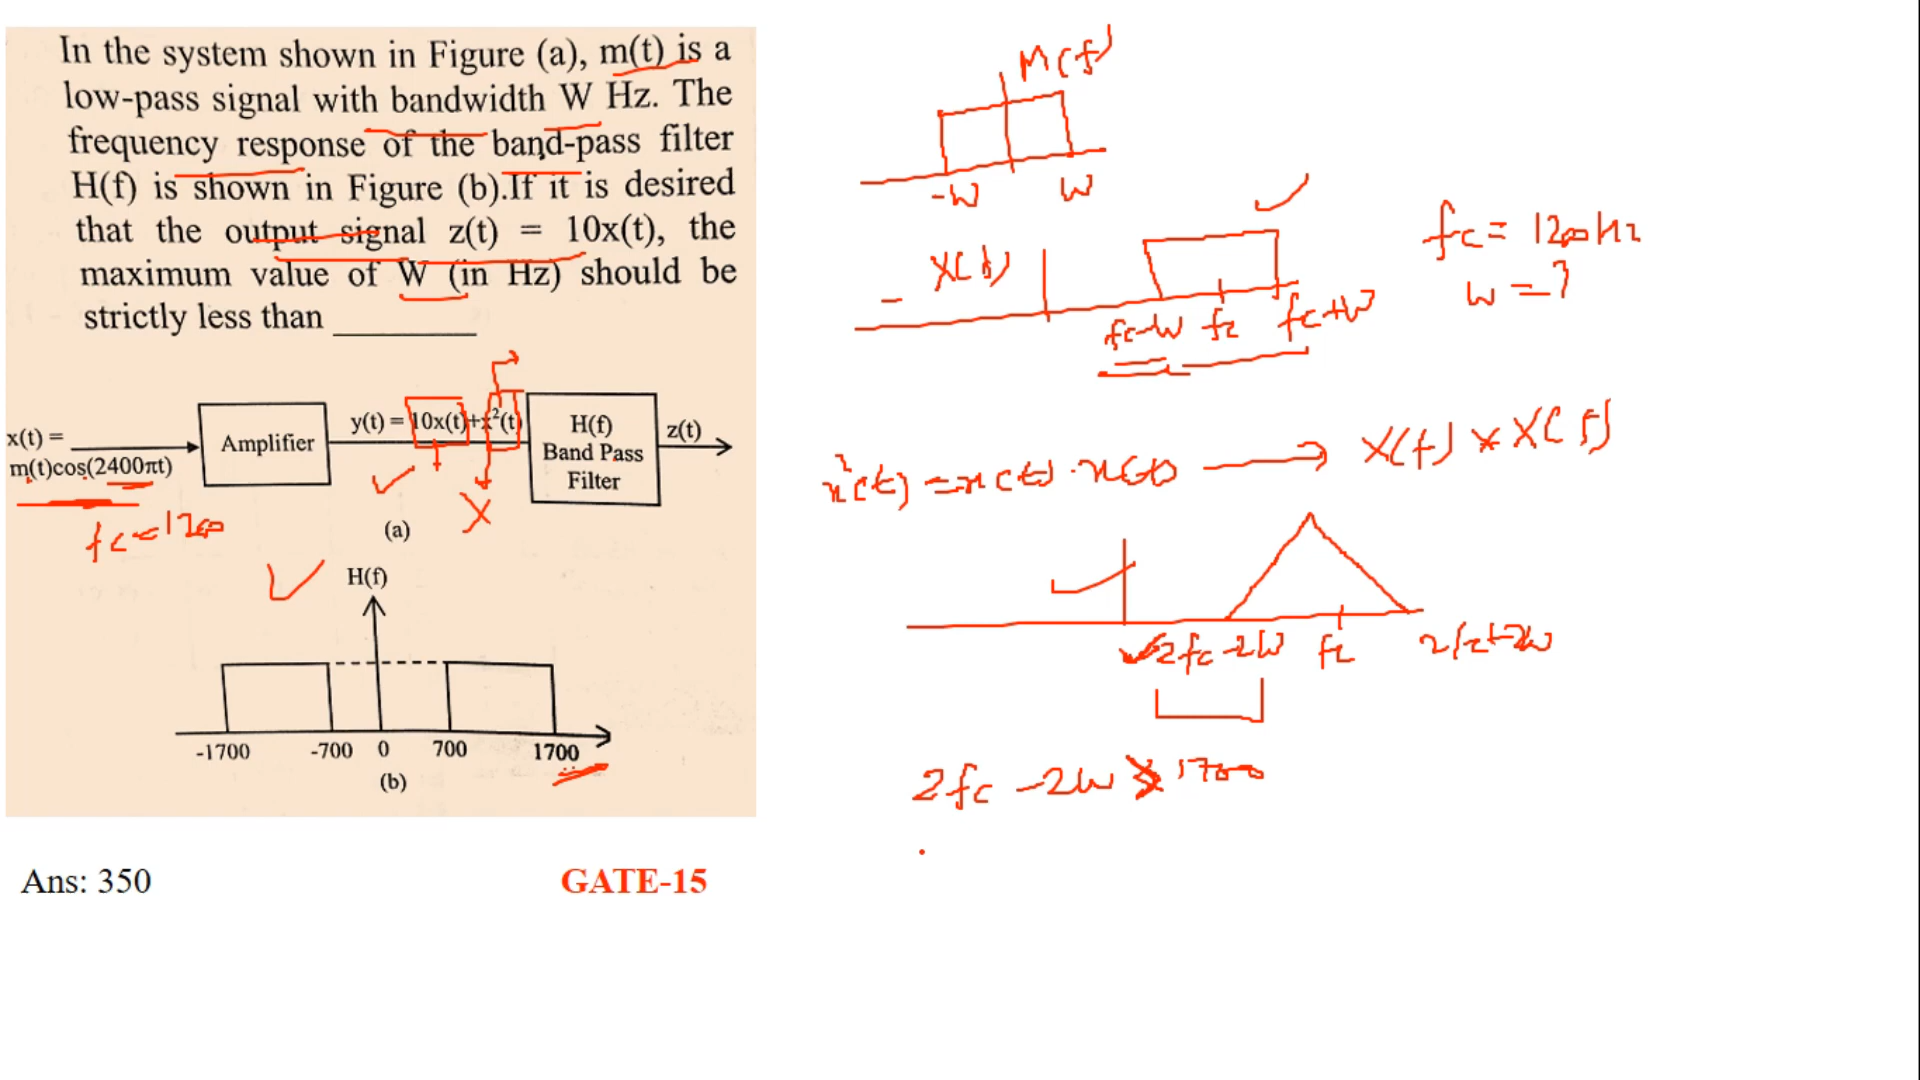 In the system shown in Figure (a), m(t) is a
low-pass signal with bandwidth W Hz. The
frequency response of the band-pass filter
H(f) is shown in Figure (b).If it is desired
that the output signal z(t) = 10x(t), the
maximum value of W (in Hz) should be
strictly less than ________
x(t) =
m(t)cos(2400πt)
Amplifier
y(t) = 10x(t)+x²(t)
H(f)
Band Pass
Filter
z(t)
fc=1200
X
(a)
H(f)
-1700 -700 0 700 1700
(b)
Ans: 350
GATE-15
M(f)
-W W
X(f)
fc-W fc fc+W
fc = 1200Hz
W = ?
x²(t) = x(t) . x(t) → X(f) * X(f)
2fc-2W fc 2fc+2W
2fc - 2W > 1700